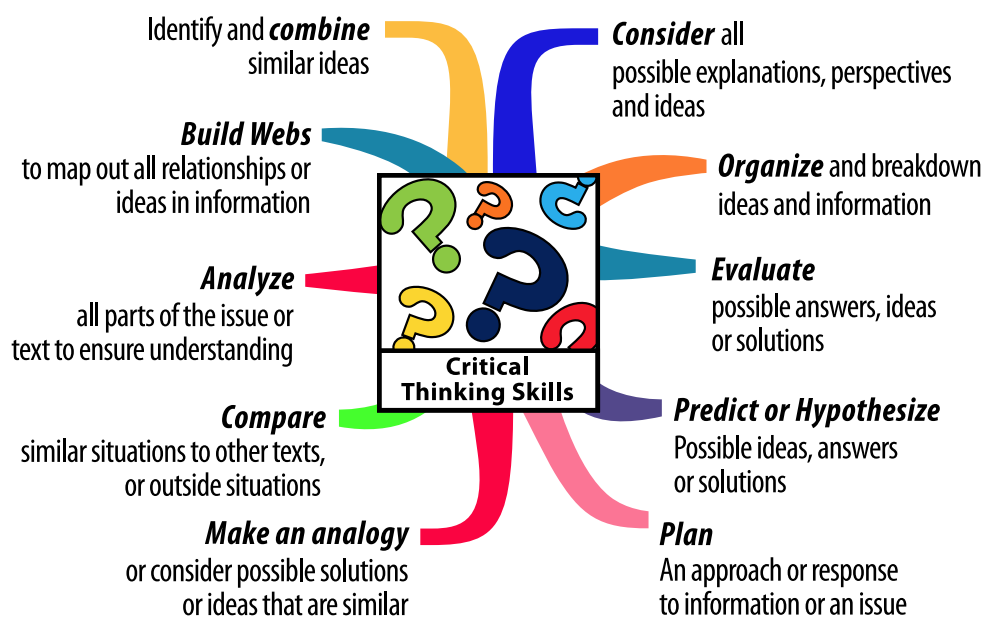 Identify and combine
similar ideas
Build Webs
to map out all relationships or
ideas in information
Analyze
all parts of the issue or
text to ensure understanding
Compare
similar situations to other texts,
or outside situations
Make an analogy
or consider possible solutions
or ideas that are similar
Critical
Thinking Skills
Consider all
possible explanations, perspectives
and ideas
Organize and breakdown
ideas and information
Evaluate
possible answers, ideas
or solutions
Predict or Hypothesize
Possible ideas, answers
or solutions
Plan
An approach or response
to information or an issue